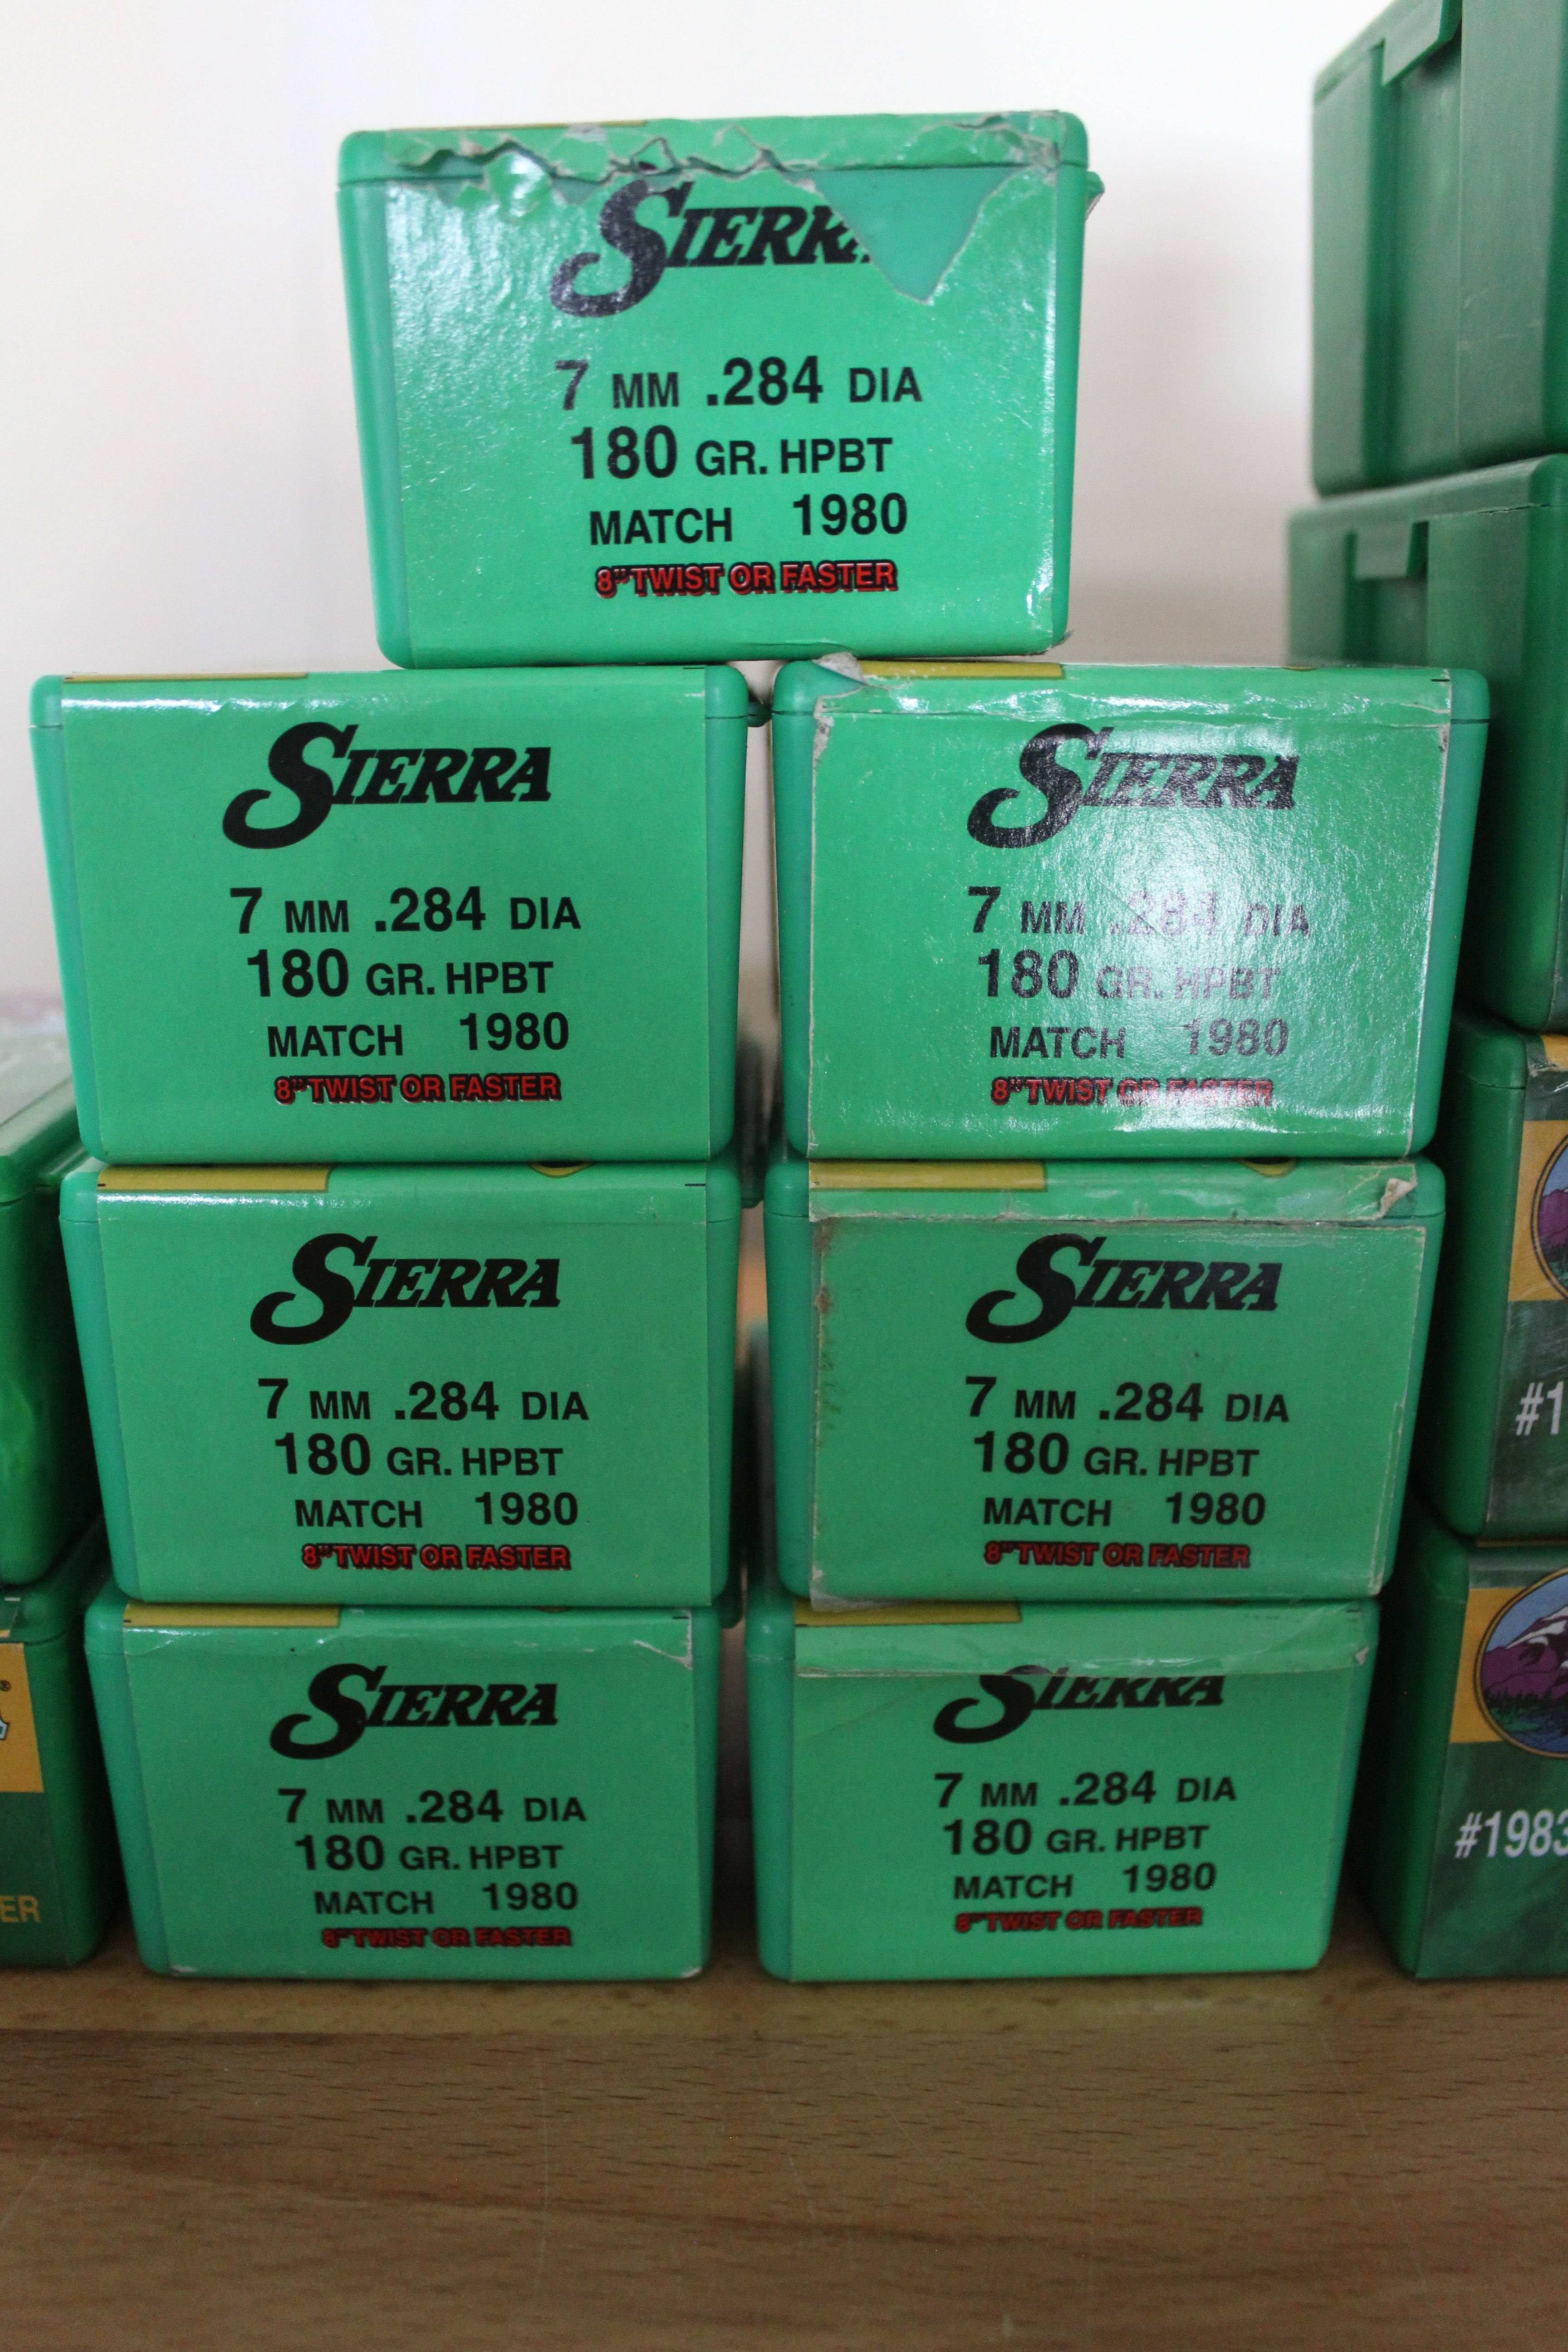 SIERR
7 MM .284 DIA
180 GR. HPBT
MATCH 1980
8" TWIST OR FASTER
SIERRA
7 MM .284 DIA
180 GR. HPBT
MATCH 1980
8" TWIST OR FASTER
SIERRA
7 MM .284 DIA
180 GR. HPBT
MATCH 1980
8" TWIST OR FASTER
SIERRA
7 MM .284 DIA
180 GR. HPBT
MATCH 1980
8" TWIST OR FASTER
SIERRA
7 MM .284 DIA
180 GR. HPBT
MATCH 1980
8" TWIST OR FASTER
#1
SIERRA
7 MM .284 DIA
180 GR. HPBT
MATCH 1980
8" TWIST OR FASTER
SIERRA
7 MM .284 DIA
180 GR. HPBT
MATCH 1980
8" TWIST OR FASTER
®
ER
#1983